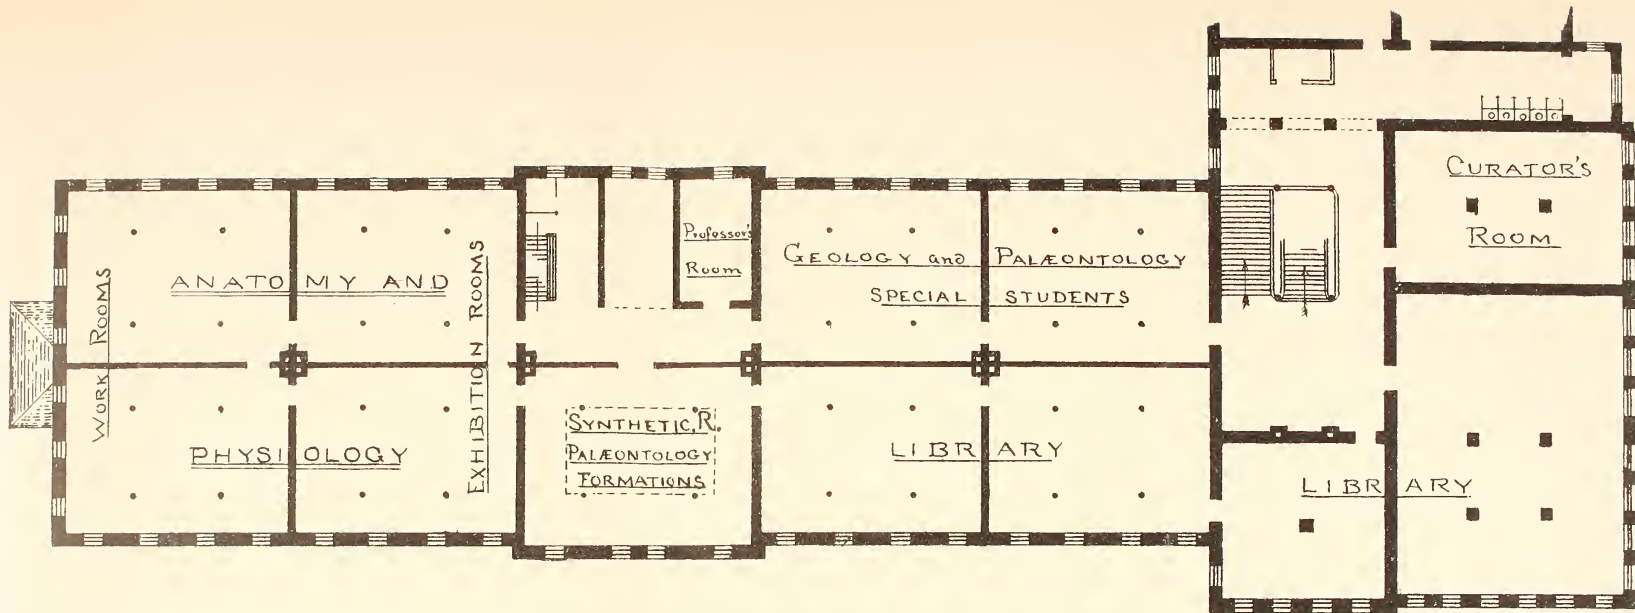 WORK ROOMS
ANATOMY AND
PHYSIOLOGY
EXHIBITION ROOMS
Professor's
Room
SYNTHETIC, R.
PALÆONTOLOGY
FORMATIONS
GEOLOGY and PALÆONTOLOGY
SPECIAL STUDENTS
LIBRARY
CURATOR'S
ROOM
LIBRARY